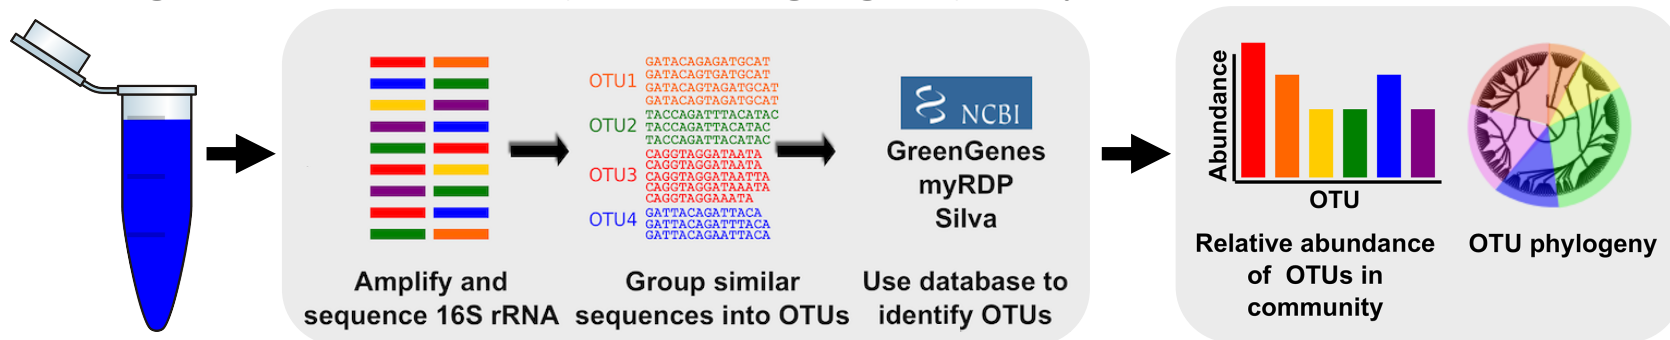 OTU1
GATACAGAGATGCAT
GATACAGTGATGCAT
GATACAGTAGATGCAT
GATACAGTAGATGCAT
OTU2
TACCAGATTTACATAC
TACCAGATTACATAC
TACCAGATTACATAC
OTU3
CAGGTAGGATAATA
CAGGTAGGATAATA
CAGGTAGGATAATTA
CAGGTAGGATAAATA
CAGGTAGGAAATA
OTU4
GATTACAGATTACA
GATTACAGATTTACA
GATTACAGAATTACA
Amplify and
sequence 16S rRNA
Group similar
sequences into OTUs
NCBI
GreenGenes
myRDP
Silva
Use database to
identify OTUs
Abundance
OTU
Relative abundance
of OTUs in
community
OTU phylogeny